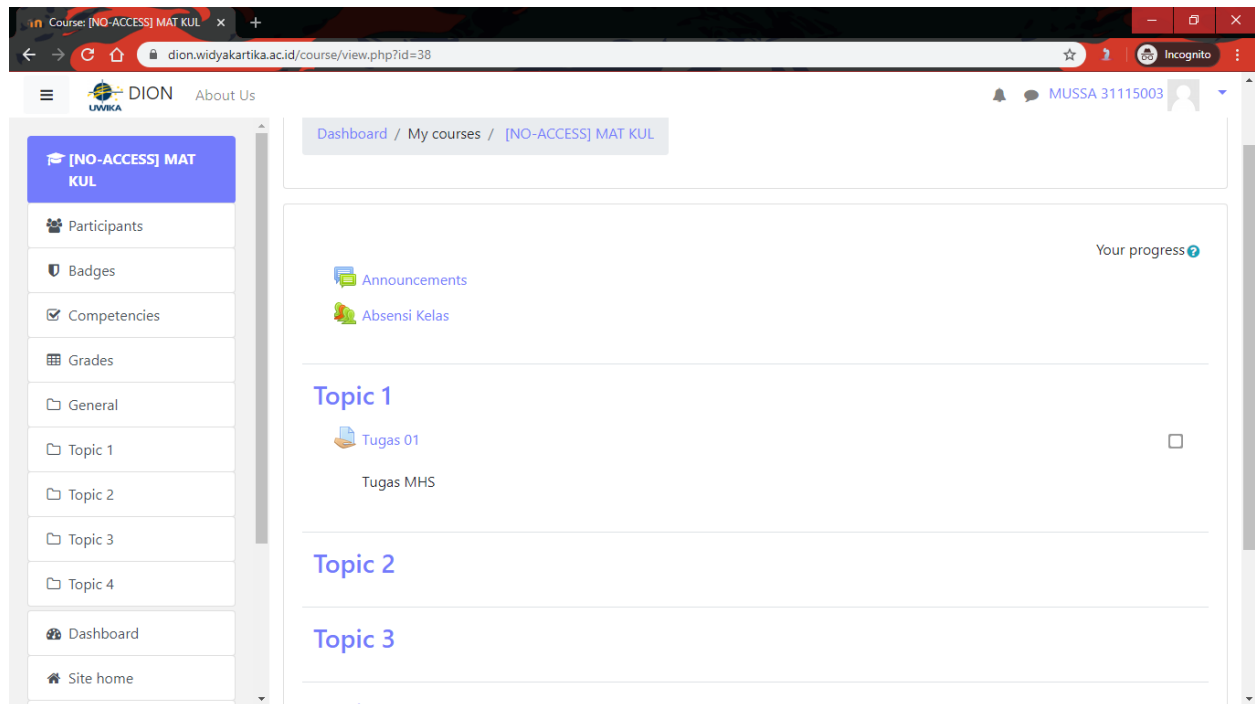 Course: [NO-ACCESS] MAT KUL
dion.widyakartika.ac.id/course/view.php?id=38
Incognito
UWIKA
DION
About Us
MUSSA 31115003
[NO-ACCESS] MAT
KUL
Participants
Badges
Competencies
Grades
General
Topic 1
Topic 2
Topic 3
Topic 4
Dashboard
Site home
Dashboard / My courses / [NO-ACCESS] MAT KUL
Your progress
Announcements
Absensi Kelas
Topic 1
Tugas 01
Tugas MHS
Topic 2
Topic 3